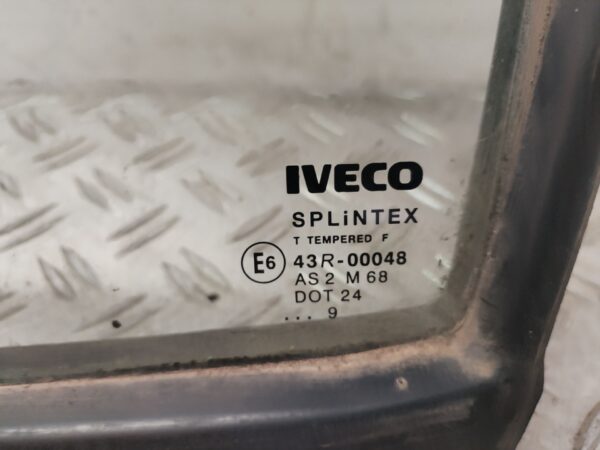 IVECO
SPLiNTEX
T TEMPERED F
E6 43R-00048
AS 2 M 68
DOT 24
... 9